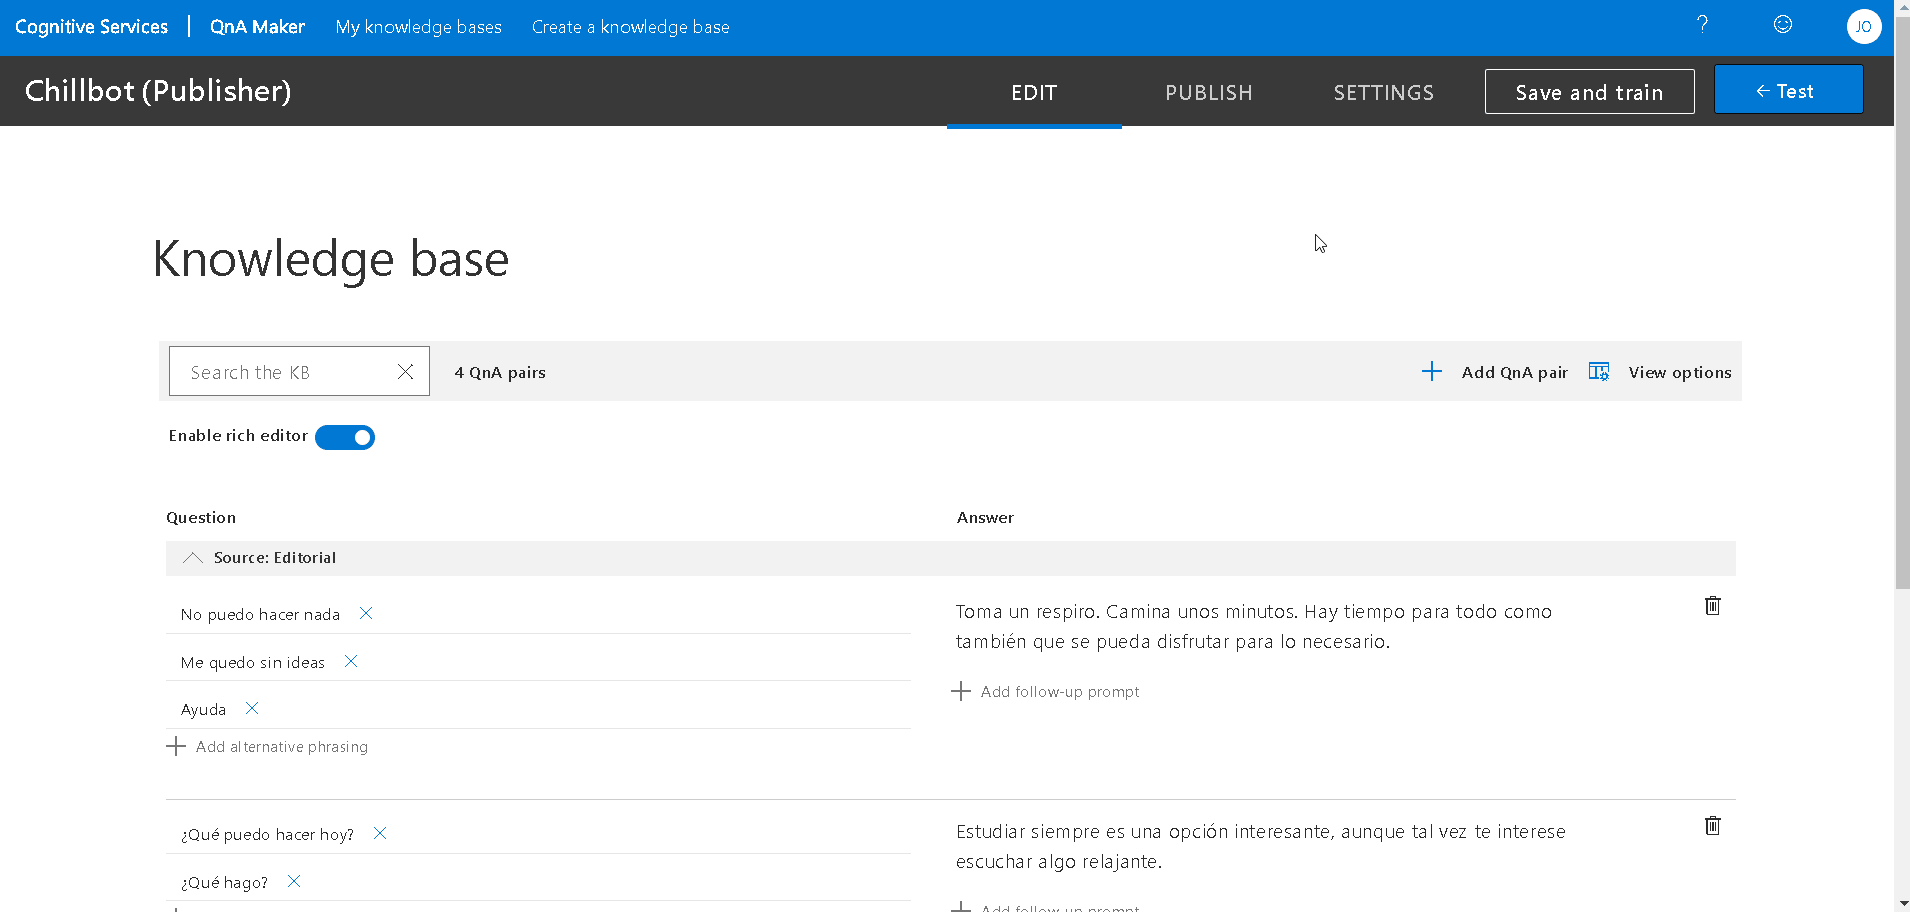 Cognitive Services | QnA Maker My knowledge bases Create a knowledge base ? JO
Chillbot (Publisher) EDIT PUBLISH SETTINGS Save and train ← Test
Knowledge base
Search the KB 4 QnA pairs Add QnA pair View options
Enable rich editor
Question Answer
Source: Editorial
No puedo hacer nada
Me quedo sin ideas
Ayuda
Add alternative phrasing
Toma un respiro. Camina unos minutos. Hay tiempo para todo como
también que se pueda disfrutar para lo necesario.
Add follow-up prompt
¿Qué puedo hacer hoy?
¿Qué hago?
Estudiar siempre es una opción interesante, aunque tal vez te interese
escuchar algo relajante.
Add follow-up prompt